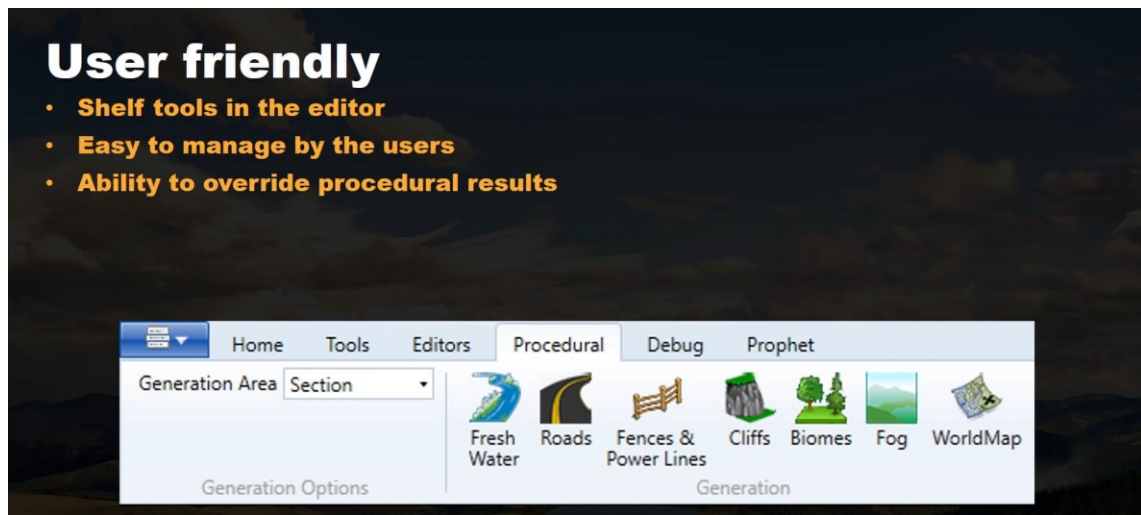 User friendly
• Shelf tools in the editor
• Easy to manage by the users
• Ability to override procedural results
Home Tools Editors Procedural Debug Prophet
Generation Area Section
Fresh Water
Roads
Fences & Power Lines
Cliffs
Biomes
Fog
WorldMap
Generation Options
Generation